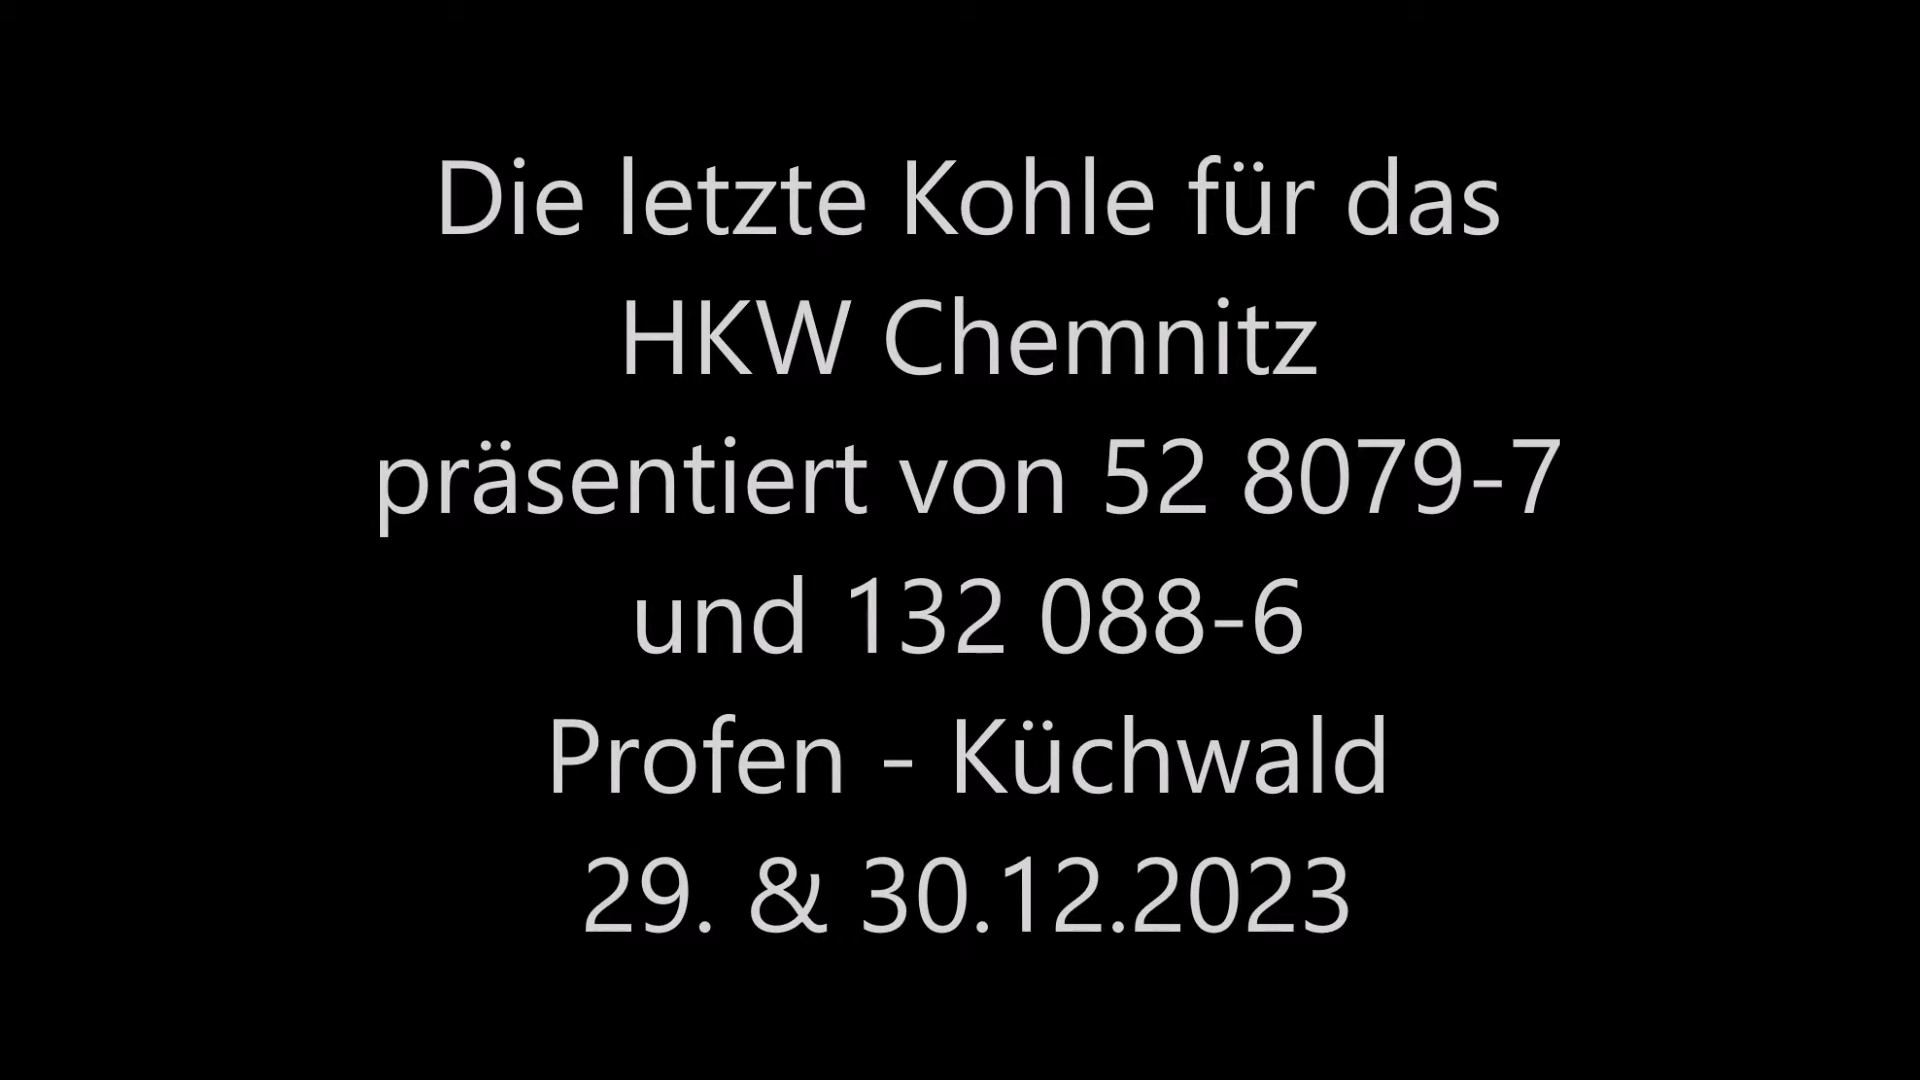 Die letzte Kohle für das
HKW Chemnitz
präsentiert von 52 8079-7
und 132 088-6
Profen - Küchwald
29. & 30.12.2023